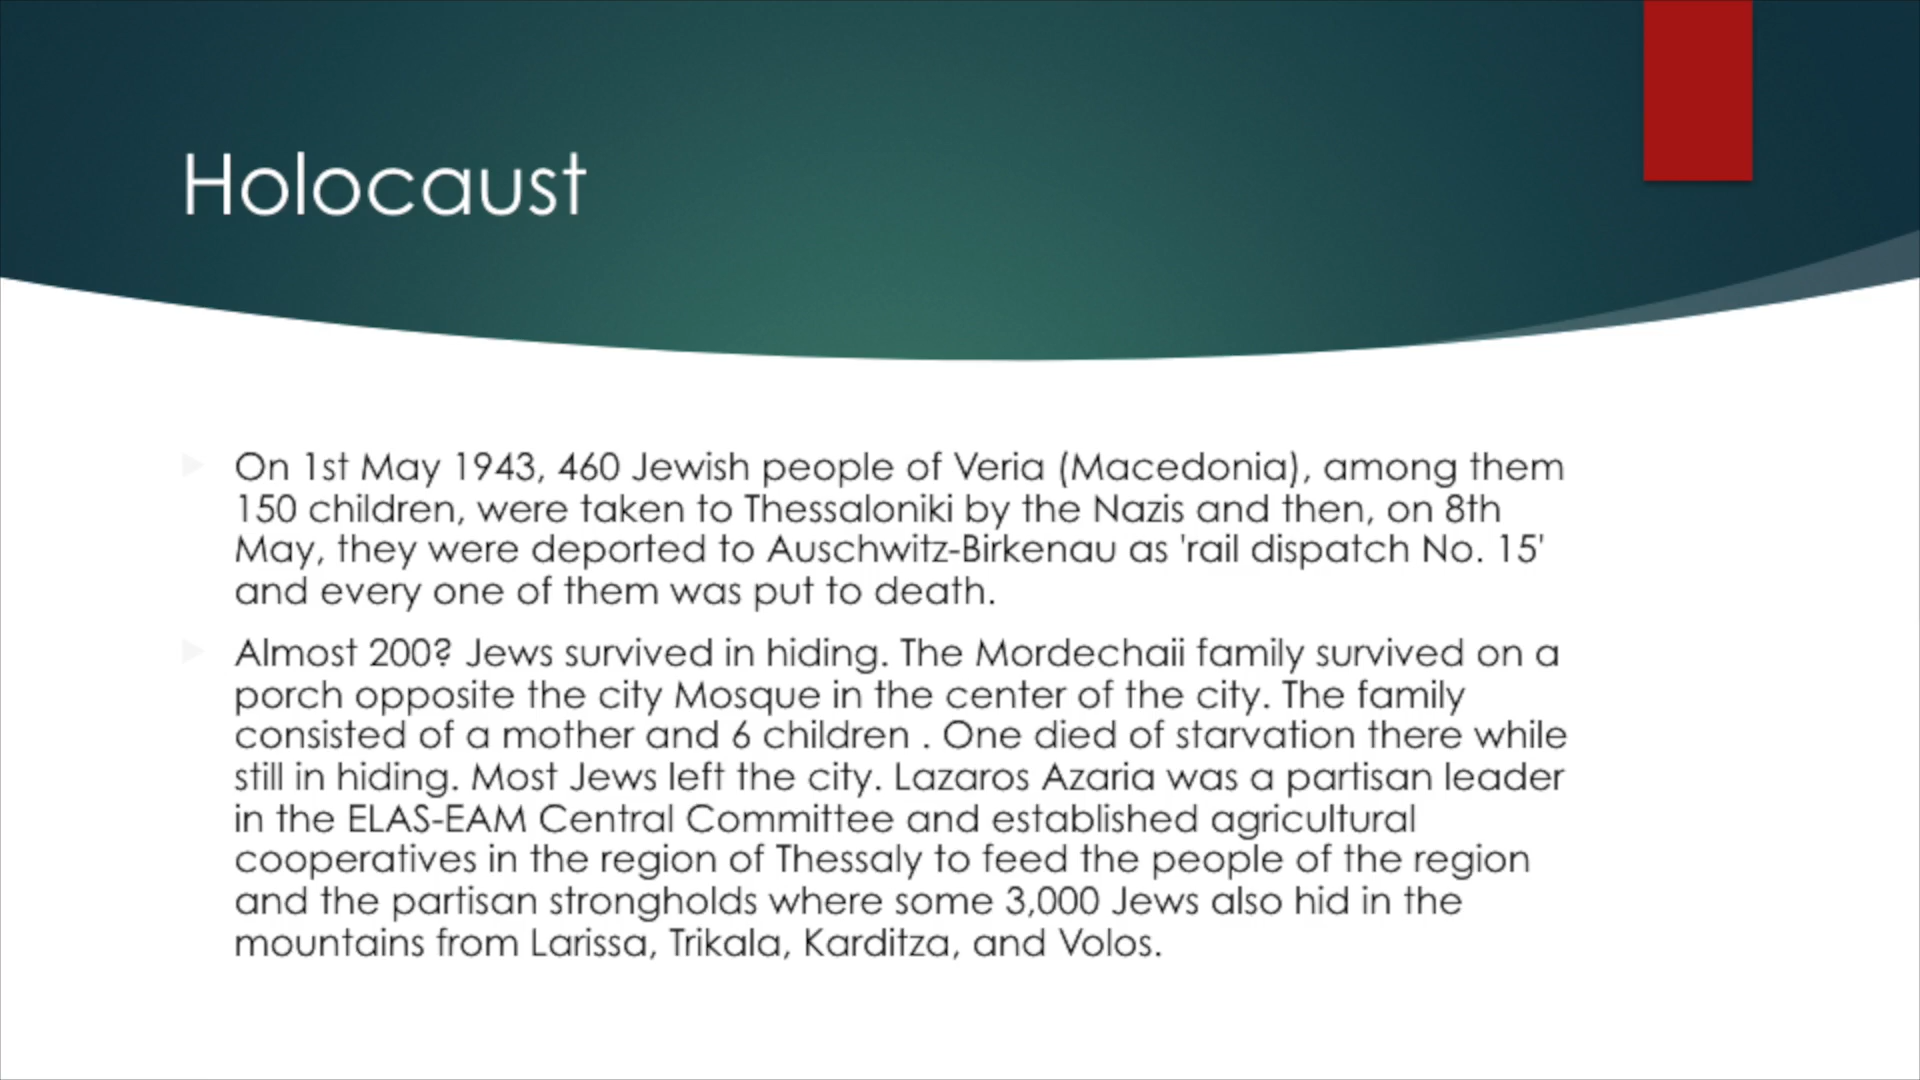 Holocaust
On 1st May 1943, 460 Jewish people of Veria (Macedonia), among them
150 children, were taken to Thessaloniki by the Nazis and then, on 8th
May, they were deported to Auschwitz-Birkenau as 'rail dispatch No. 15'
and every one of them was put to death.
Almost 200? Jews survived in hiding. The Mordechaii family survived on a
porch opposite the city Mosque in the center of the city. The family
consisted of a mother and 6 children . One died of starvation there while
still in hiding. Most Jews left the city. Lazaros Azaria was a partisan leader
in the ELAS-EAM Central Committee and established agricultural
cooperatives in the region of Thessaly to feed the people of the region
and the partisan strongholds where some 3,000 Jews also hid in the
mountains from Larissa, Trikala, Karditza, and Volos.